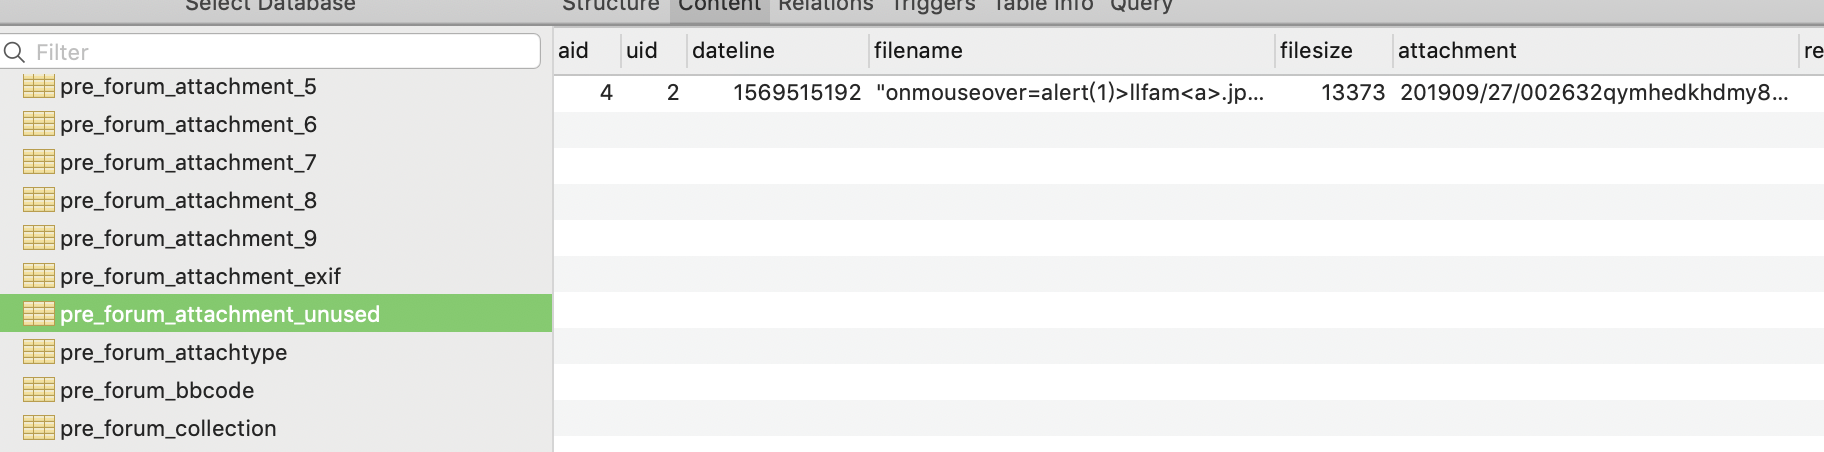 Select Database
Structure Content Relations Triggers Table Info Query
Filter
aid uid dateline filename filesize attachment re
4 2 1569515192 "onmouseover=alert(1)>llfam<a>.jp... 13373 201909/27/002632qymhedkhdmy8...
pre_forum_attachment_5
pre_forum_attachment_6
pre_forum_attachment_7
pre_forum_attachment_8
pre_forum_attachment_9
pre_forum_attachment_exif
pre_forum_attachment_unused
pre_forum_attachtype
pre_forum_bbcode
pre_forum_collection